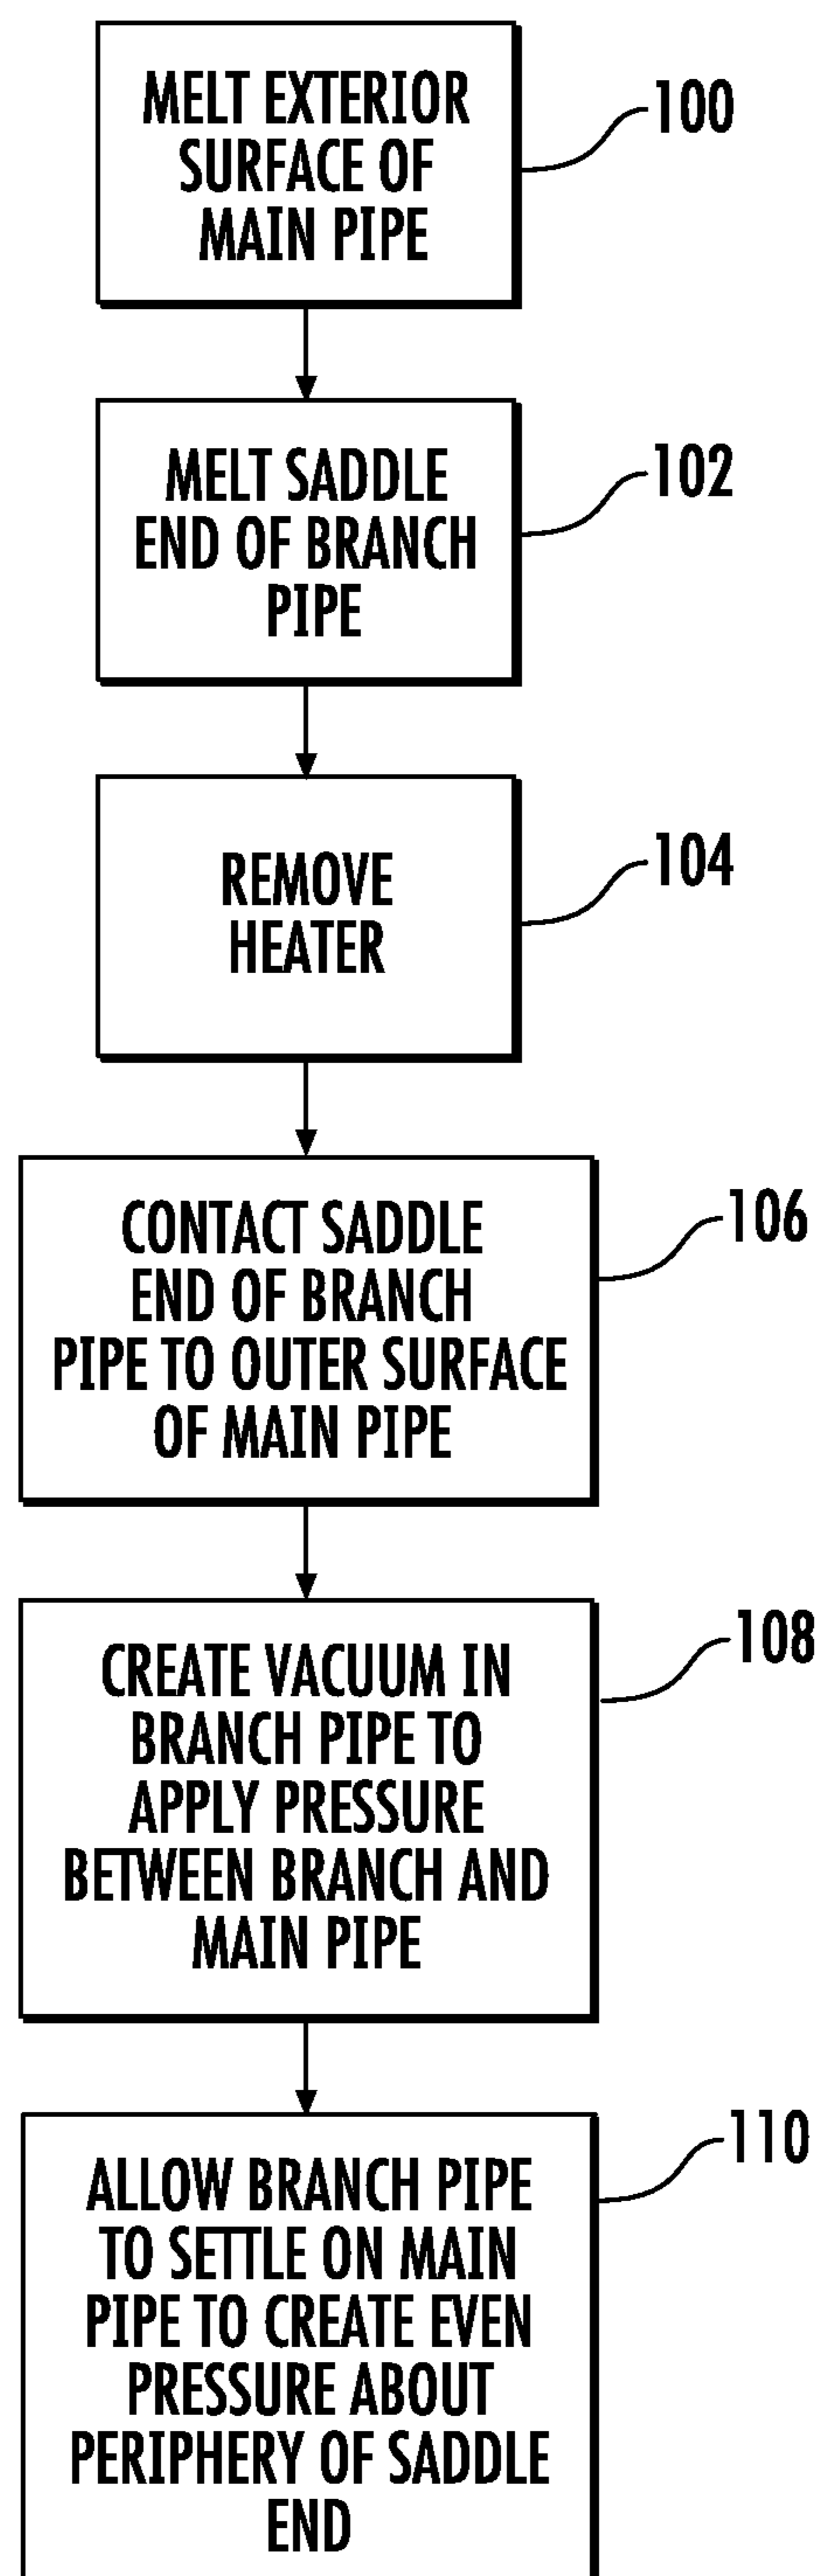 MELT EXTERIOR
SURFACE OF
MAIN PIPE
100
MELT SADDLE
END OF BRANCH
PIPE
102
REMOVE
HEATER
104
CONTACT SADDLE
END OF BRANCH
PIPE TO OUTER SURFACE
OF MAIN PIPE
106
CREATE VACUUM IN
BRANCH PIPE TO
APPLY PRESSURE
BETWEEN BRANCH AND
MAIN PIPE
108
ALLOW BRANCH PIPE
TO SETTLE ON MAIN
PIPE TO CREATE EVEN
PRESSURE ABOUT
PERIPHERY OF SADDLE
END
110